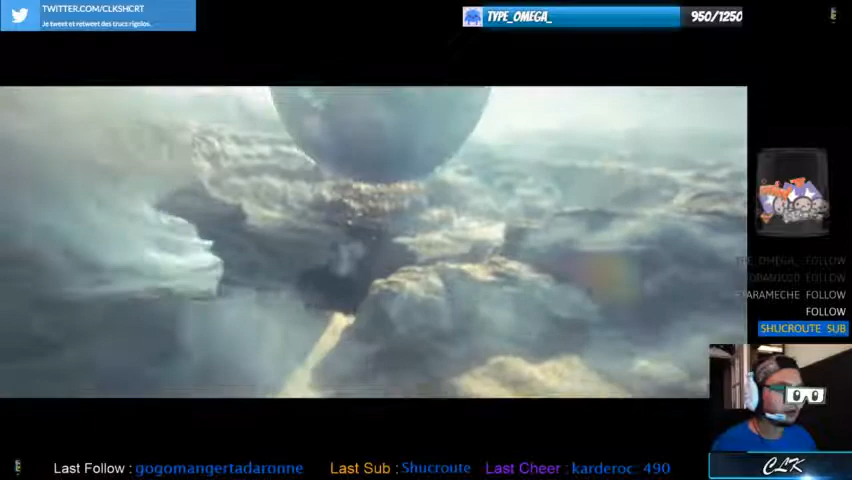 TWITTER.COM/CLKSHCRT
Je tweet et retweet des trucs rigolos.
TYPE_OMEGA_
950/1250
FOLLOW
FOLLOW
ARAMECHE FOLLOW
FOLLOW
SHUCROUTE SUB
CLK
Last Follow : gogomangertadaronne
Last Sub : Shucroute
Last Cheer : karderoc: 490